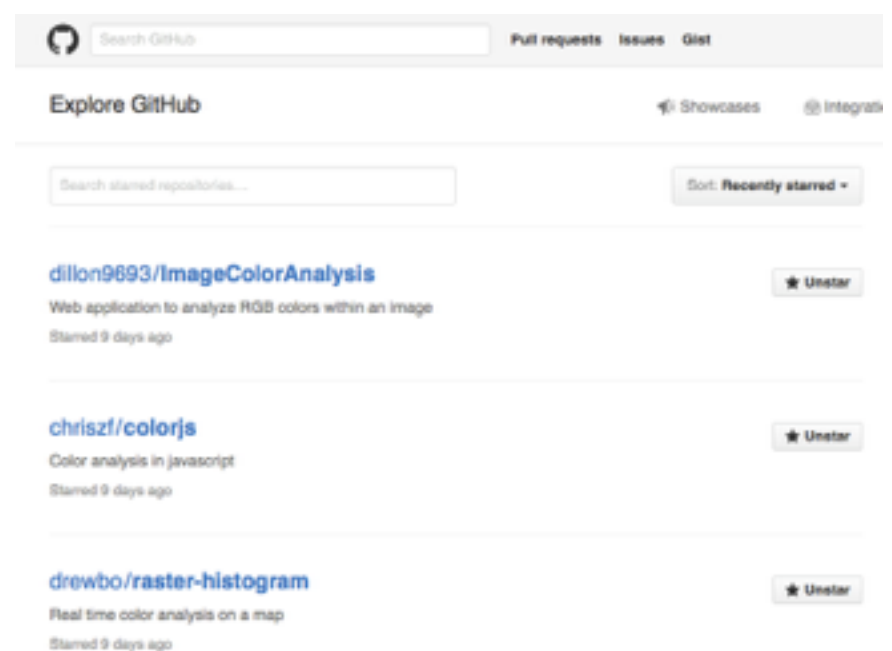 Search GitHub Pull requests Issues Gist
Explore GitHub Showcases Integrati
Search starred repositories... Sort: Recently starred
dillon9693/ImageColorAnalysis Unstar
Web application to analyze RGB colors within an image
Starred 9 days ago
chriszf/colorjs Unstar
Color analysis in javascript
Starred 9 days ago
drewbo/raster-histogram Unstar
Real time color analysis on a map
Starred 9 days ago